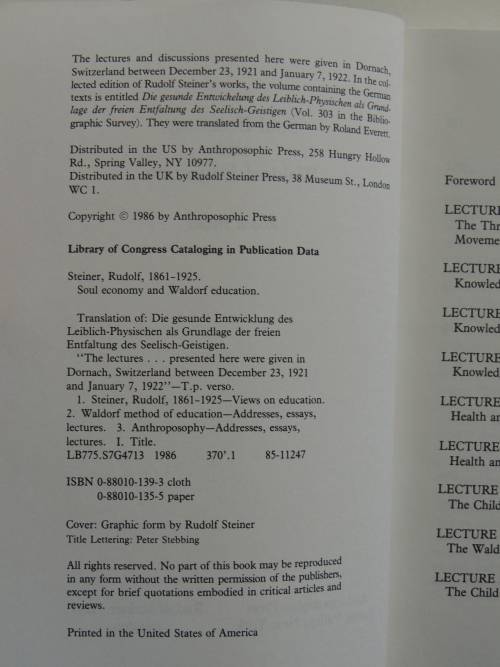 The lectures and discussions presented here were given in Dornach,
Switzerland between December 23, 1921 and January 7, 1922. In the col-
lected edition of Rudolf Steiner's works, the volume containing the German
texts is entitled Die gesunde Entwickelung des Leiblich-Physischen als Grund-
lage der freien Entfaltung des Seelisch-Geistigen (Vol. 303 in the Biblio-
graphic Survey). They were translated from the German by Roland Everett.
Distributed in the US by Anthroposophic Press, 258 Hungry Hollow
Rd., Spring Valley, NY 10977.
Distributed in the UK by Rudolf Steiner Press, 38 Museum St., London
WC 1.
Copyright © 1986 by Anthroposophic Press
Library of Congress Cataloging in Publication Data
Steiner, Rudolf, 1861-1925.
Soul economy and Waldorf education.
Translation of: Die gesunde Entwicklung des
Leiblich-Physischen als Grundlage der freien
Entfaltung des Seelisch-Geistigen.
"The lectures . . . presented here were given in
Dornach, Switzerland between December 23, 1921
and January 7, 1922"—T.p. verso.
1. Steiner, Rudolf, 1861-1925—Views on education.
2. Waldorf method of education—Addresses, essays,
lectures. 3. Anthroposophy—Addresses, essays,
lectures. I. Title.
LB775.S7G4713 1986 370'.1 85-11247
ISBN 0-88010-139-3 cloth
0-88010-135-5 paper
Cover: Graphic form by Rudolf Steiner
Title Lettering: Peter Stebbing
All rights reserved. No part of this book may be reproduced
in any form without the written permission of the publishers,
except for brief quotations embodied in critical articles and
reviews.
Printed in the United States of America
Foreword
LECTURE
The Thr
Movemen
LECTURE
Knowled
LECTURE
Knowled
LECTURE
Knowled
LECTURE
Health an
LECTURE
Health an
LECTURE
The Child
LECTURE
The Wald
LECTURE
The Child